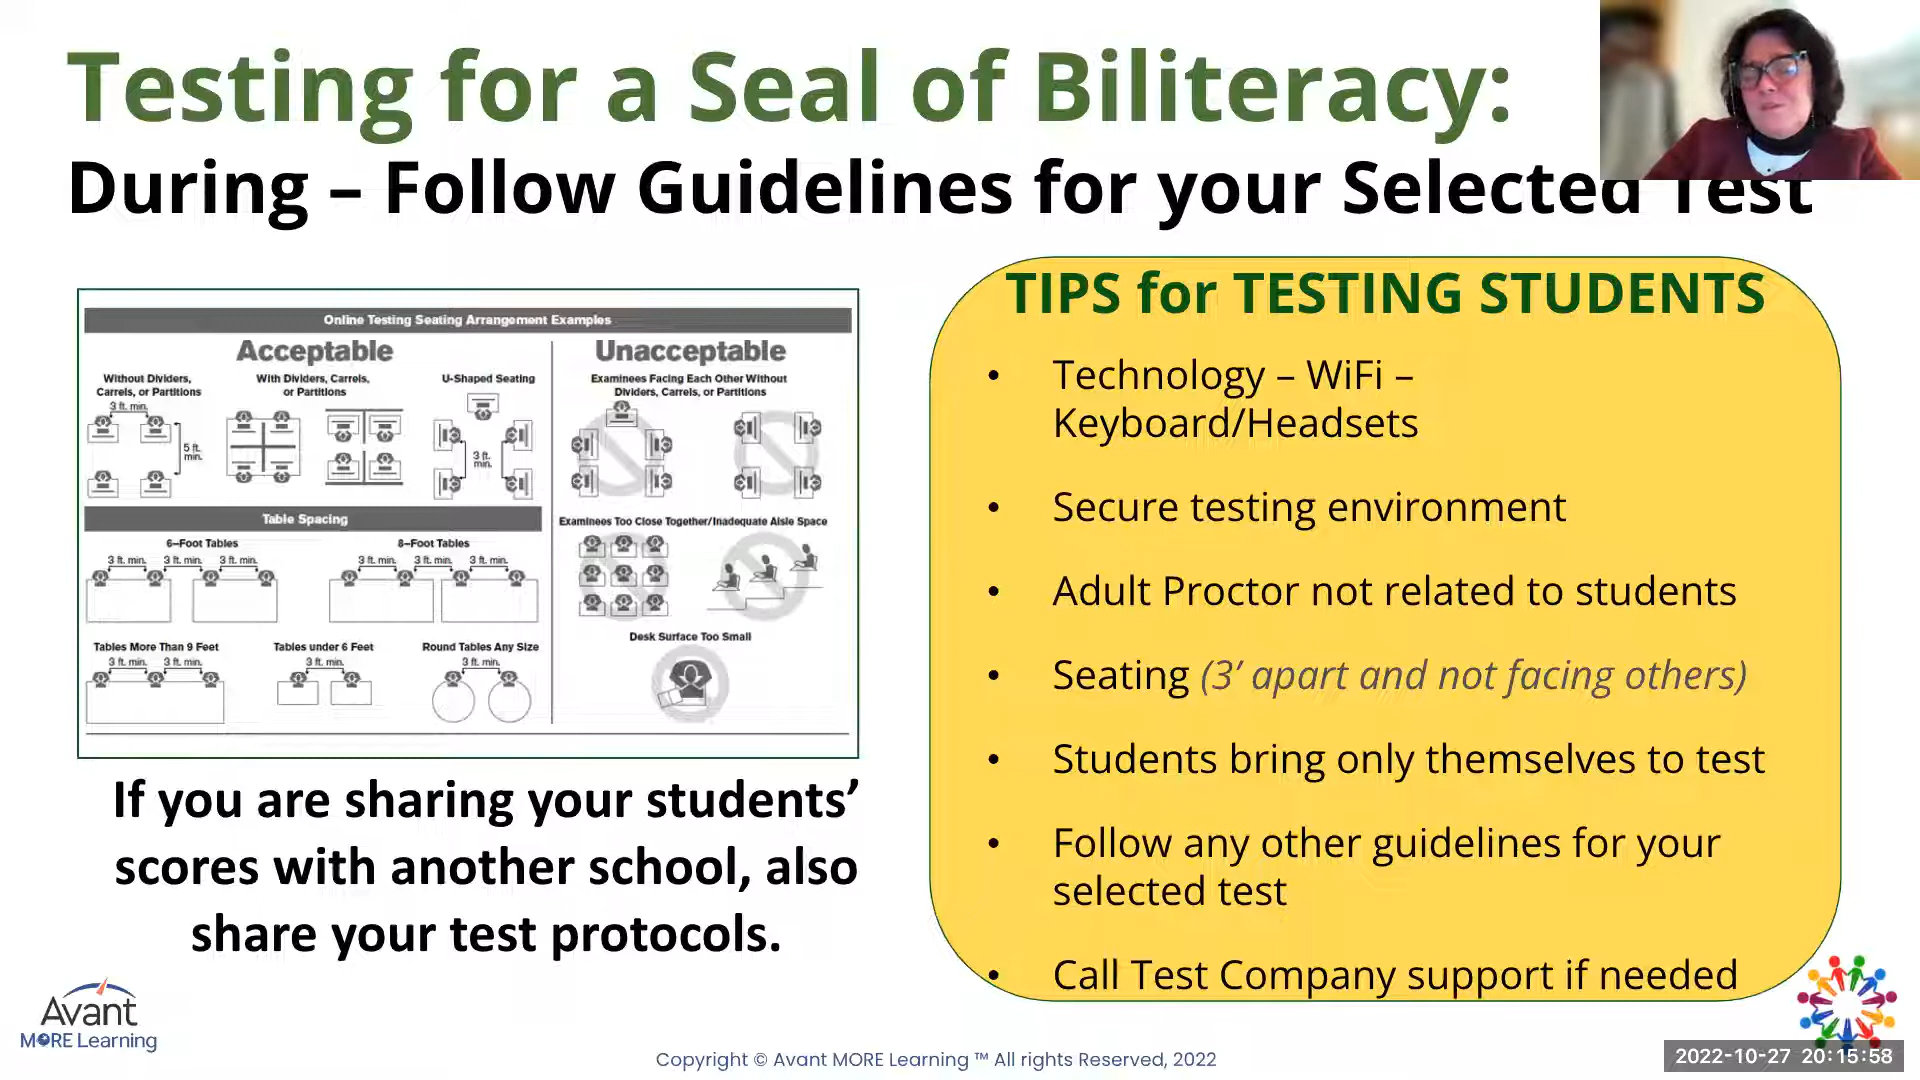 Testing for a Seal of Biliteracy:
During – Follow Guidelines for your Selected Test
Online Testing Seating Arrangement Examples
Acceptable
Without Dividers,
Carrels, or Partitions
3 ft. min.
5 ft.
min.
With Dividers, Carrels,
or Partitions
U-Shaped Seating
3 ft.
min.
Table Spacing
6–Foot Tables
3 ft. min. 3 ft. min. 3 ft. min.
8–Foot Tables
3 ft. min. 3 ft. min. 3 ft. min.
Tables More Than 9 Feet
3 ft. min. 3 ft. min.
Tables under 6 Feet
3 ft. min.
Round Tables Any Size
3 ft. min.
Unacceptable
Examinees Facing Each Other Without
Dividers, Carrels, or Partitions
Examinees Too Close Together/Inadequate Aisle Space
Desk Surface Too Small
If you are sharing your students’
scores with another school, also
share your test protocols.
TIPS for TESTING STUDENTS
• Technology – WiFi –
Keyboard/Headsets
• Secure testing environment
• Adult Proctor not related to students
• Seating (3’ apart and not facing others)
• Students bring only themselves to test
• Follow any other guidelines for your
selected test
• Call Test Company support if needed
Avant
MORE Learning
Copyright © Avant MORE Learning ™ All rights Reserved, 2022
2022-10-27 20:15:58